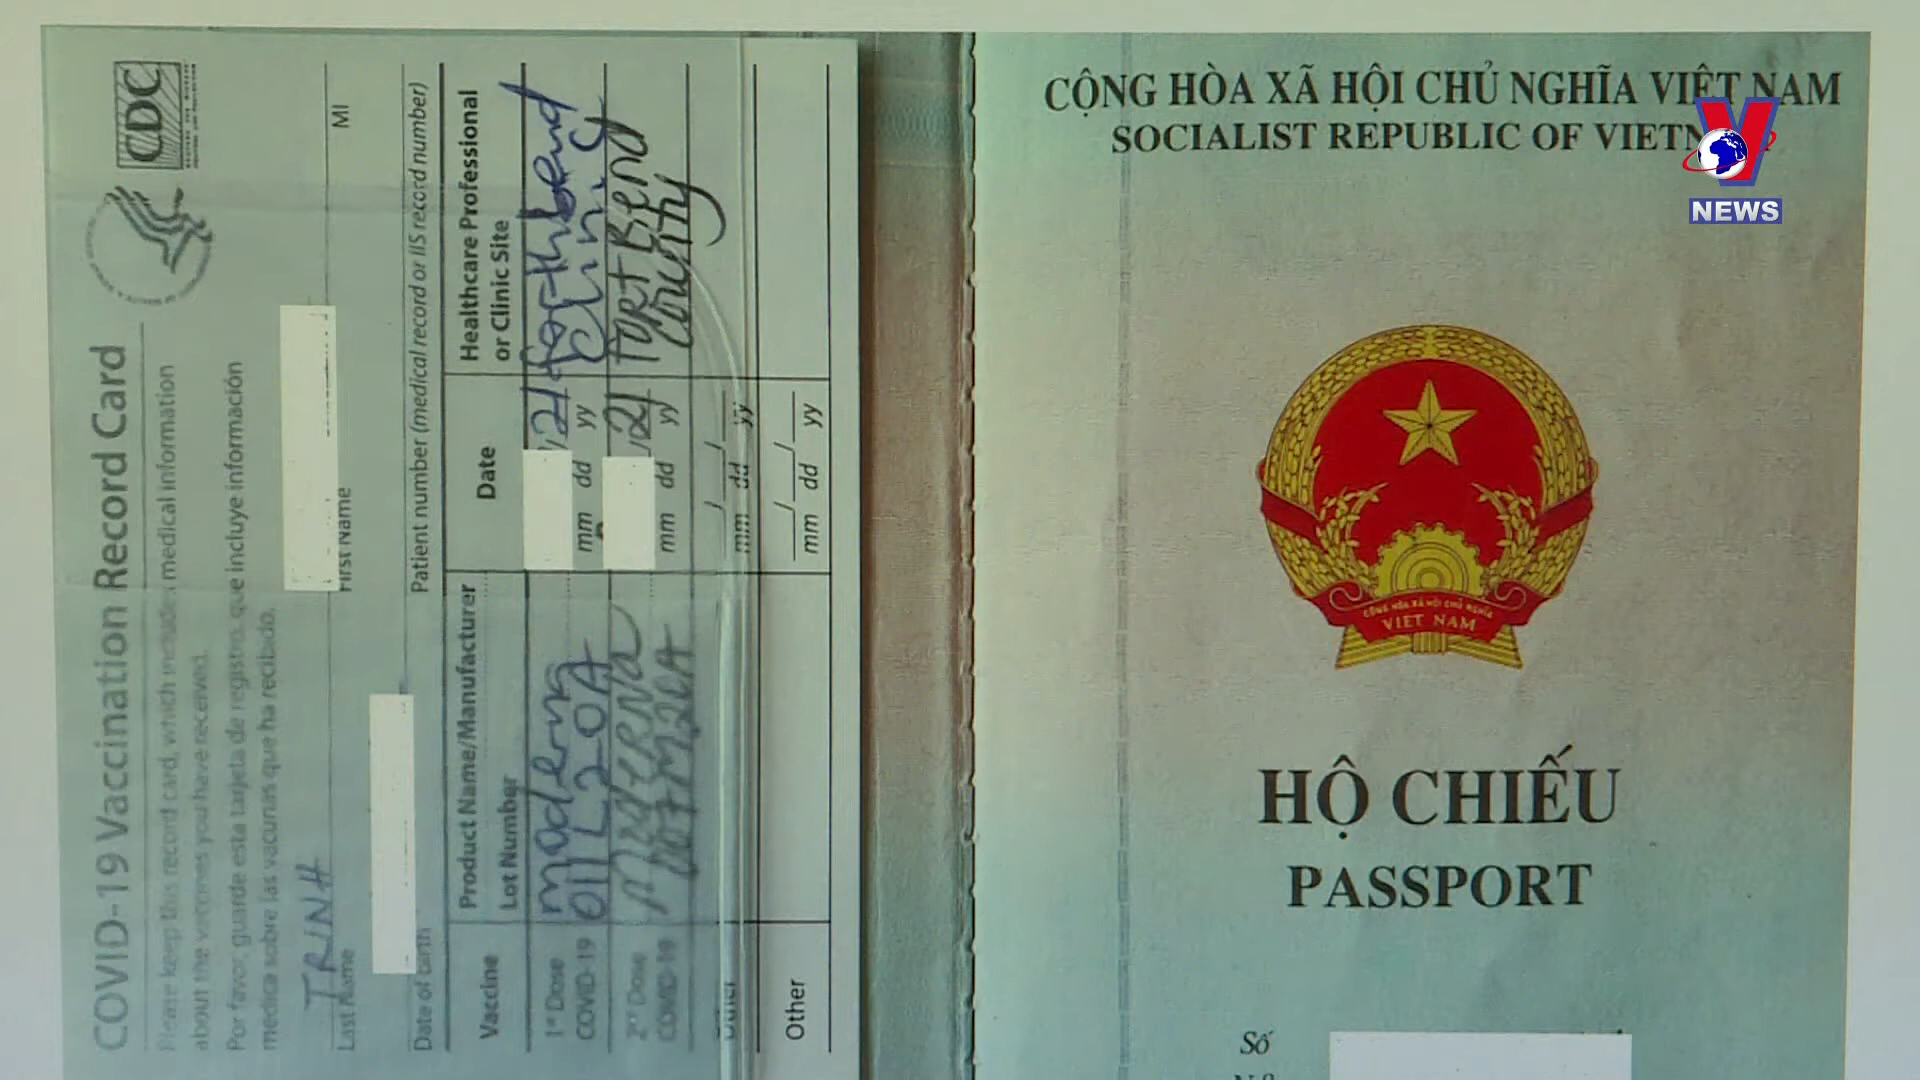 CDC
COVID-19 Vaccination Record Card
Please keep this record card, which includes medical information
about the vaccines you have received.
Por favor, guarde esta tarjeta de registro, que incluye información
médica sobre las vacunas que ha recibido.
TRINH
Last Name First Name MI
Date of birth Patient number (medical record or IIS record number)
Vaccine Product Name/Manufacturer Date Healthcare Professional
Lot Number or Clinic Site
1st Dose moderna 21 forthbend
COVID-19 011L20A mm dd yy Clinic
2nd Dose Moderna 21 Fort Bend
COVID-19 007M20A mm dd yy County
Other mm dd yy
Other mm dd yy
CỘNG HÒA XÃ HỘI CHỦ NGHĨA VIỆT NAM
SOCIALIST REPUBLIC OF
V
NEWS
CỘNG HÒA XÃ HỘI CHỦ NGHĨA
VIỆT NAM
HỘ CHIẾU
PASSPORT
Số